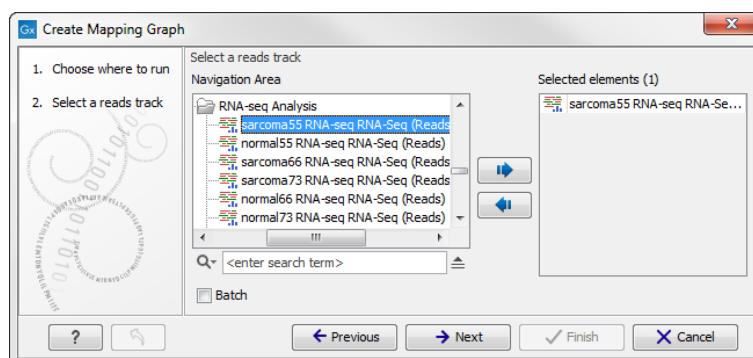 Gx Create Mapping Graph
1. Choose where to run
2. Select a reads track
Select a reads track
Navigation Area
RNA-seq Analysis
sarcoma55 RNA-seq RNA-Seq (Reads
normal55 RNA-seq RNA-Seq (Reads)
sarcoma66 RNA-seq RNA-Seq (Reads
sarcoma73 RNA-seq RNA-Seq (Reads
normal66 RNA-seq RNA-Seq (Reads)
normal73 RNA-seq RNA-Seq (Reads)
<enter search term>
Batch
Selected elements (1)
sarcoma55 RNA-seq RNA-Se...
? Previous Next Finish Cancel